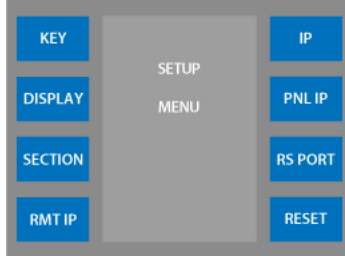 KEY
SETUP
IP
DISPLAY
MENU
PNL IP
SECTION
RS PORT
RMT IP
RESET